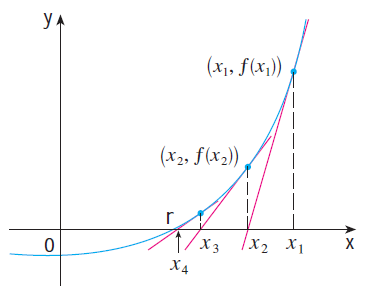 y
(x₁, f(x₁))
(x₂, f(x₂))
r
0 x₃ x₂ x₁ x
x₄